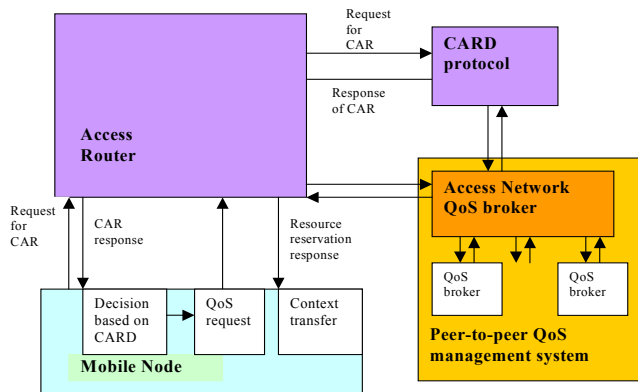 Request
for
CAR
CARD
protocol
Response
of CAR
Access
Router
Access Network
QoS broker
Request
for
CAR
CAR
response
Resource
reservation
response
QoS
broker
QoS
broker
Decision
based on
CARD
QoS
request
Context
transfer
Peer-to-peer QoS
management system
Mobile Node